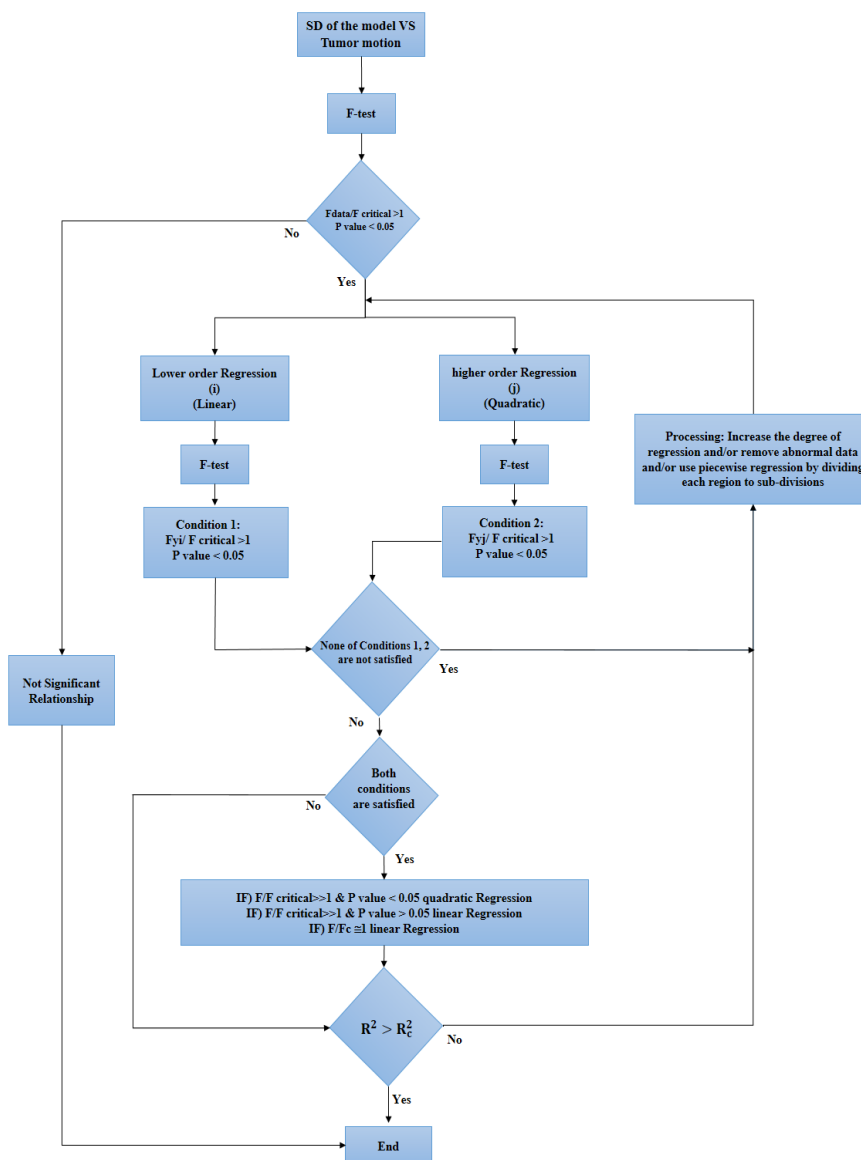 SD of the model VS
Tumor motion
F-test
Fdata/F critical >1
P value < 0.05
No
Yes
Lower order Regression
(i)
(Linear)
higher order Regression
(j)
(Quadratic)
Processing: Increase the degree of
regression and/or remove abnormal data
and/or use piecewise regression by dividing
each region to sub-divisions
F-test
F-test
Condition 1:
Fyi/ F critical >1
P value < 0.05
Condition 2:
Fyj/ F critical >1
P value < 0.05
None of Conditions 1, 2
are not satisfied
Yes
Not Significant
Relationship
No
Both
conditions
are satisfied
No
Yes
IF) F/F critical>>1 & P value < 0.05 quadratic Regression
IF) F/F critical>>1 & P value > 0.05 linear Regression
IF) F/Fc ≅1 linear Regression
R² > R_c²
No
Yes
End